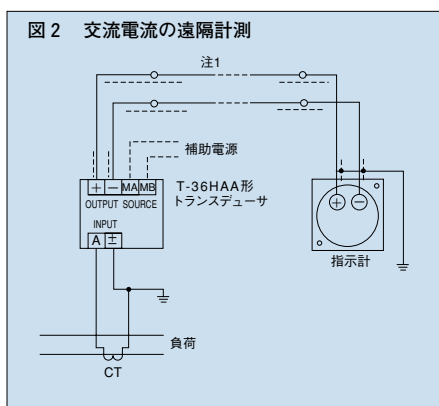 図2 交流電流の遠隔計測
注1
補助電源
+ − MA MB
OUTPUT SOURCE
INPUT
A ±
T-36HAA形
トランスデューサ
+ −
指示計
負荷
CT